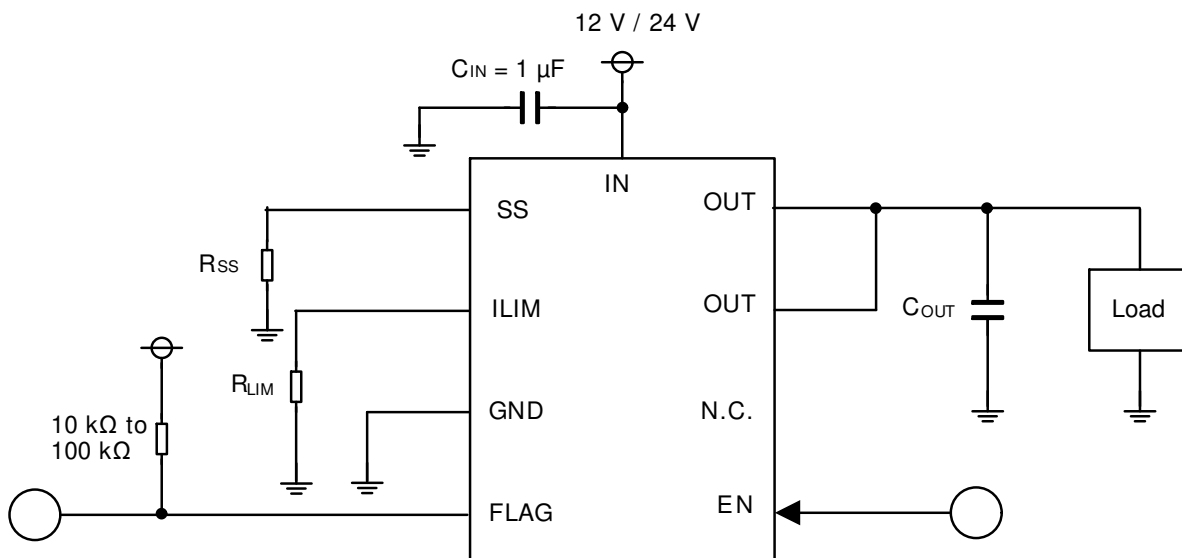 12 V / 24 V
CIN = 1 µF
IN
SS
OUT
RSS
ILIM
OUT
COUT
Load
RLIM
GND
N.C.
10 kΩ to
100 kΩ
FLAG
EN